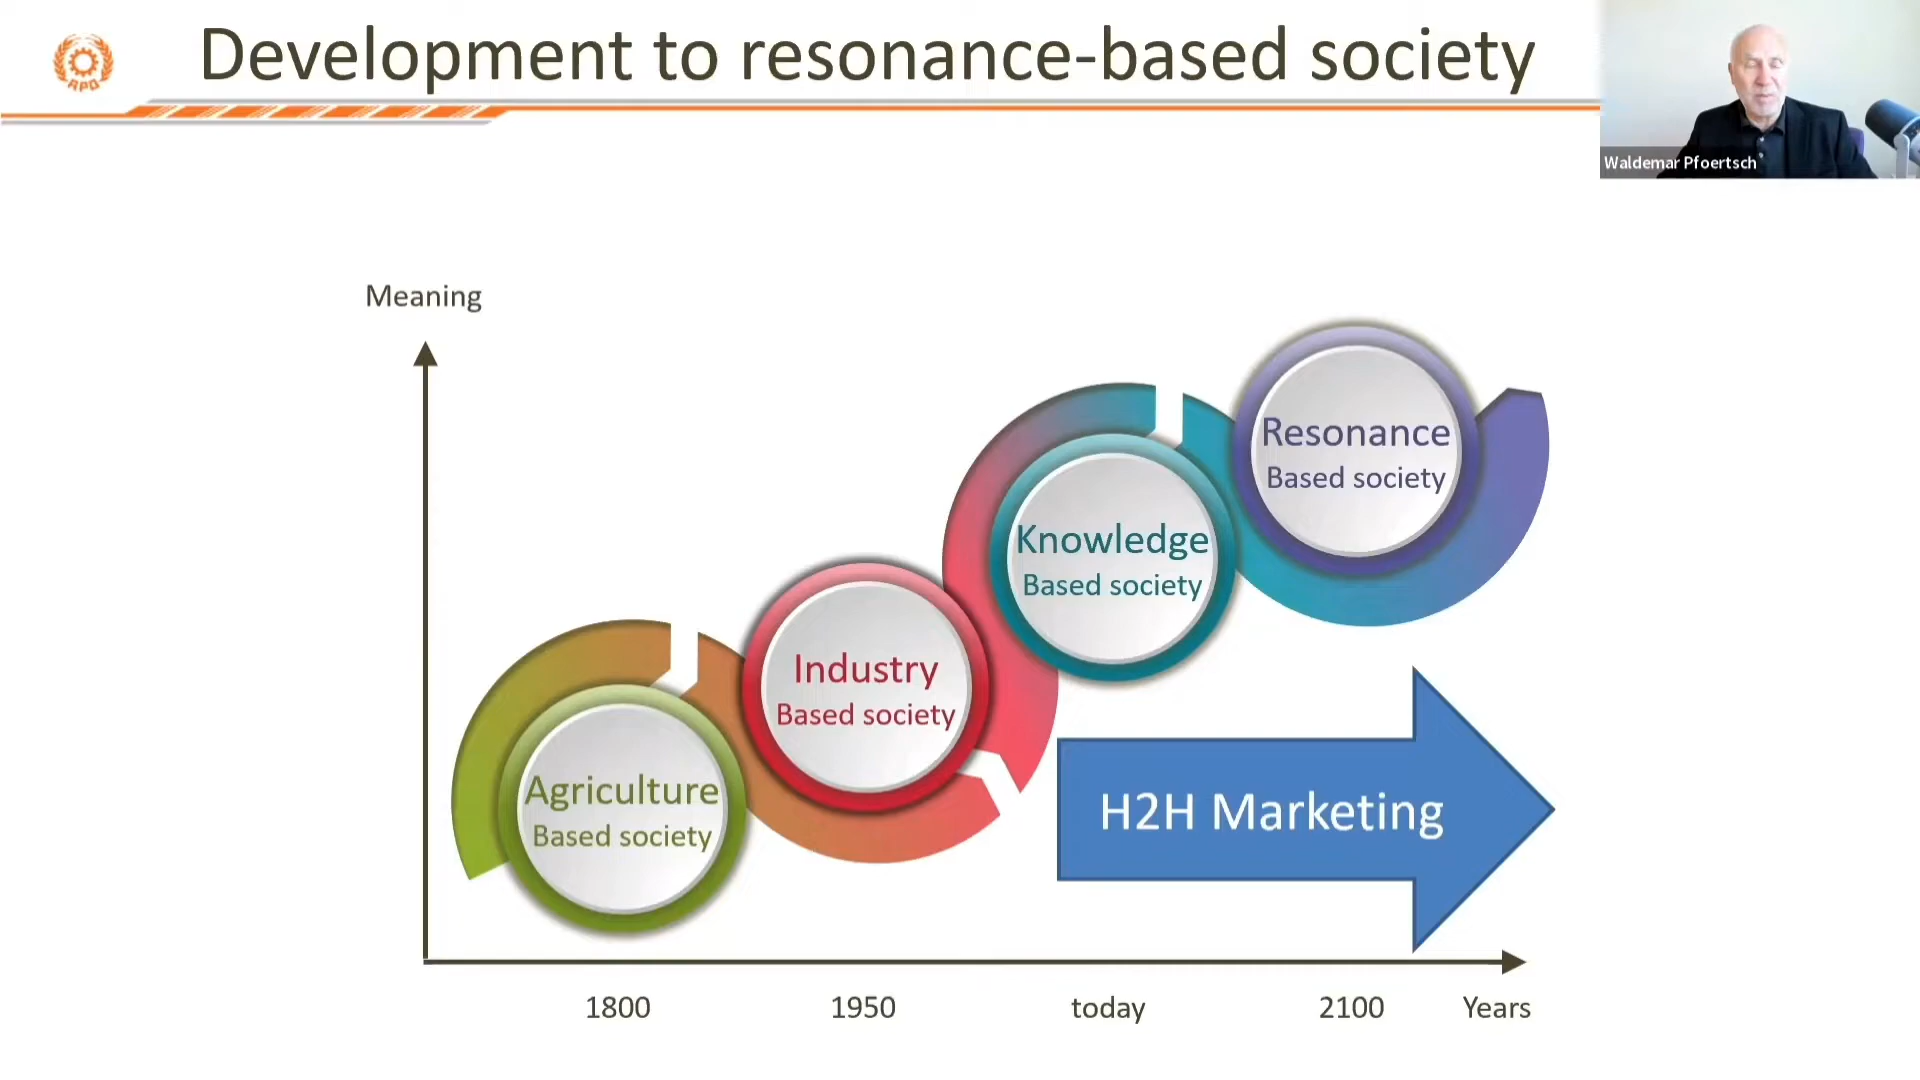 Development to resonance-based society
APO
Waldemar Pfoertsch
Meaning
Resonance
Based society
Knowledge
Based society
Industry
Based society
Agriculture
Based society
H2H Marketing
1800
1950
today
2100
Years